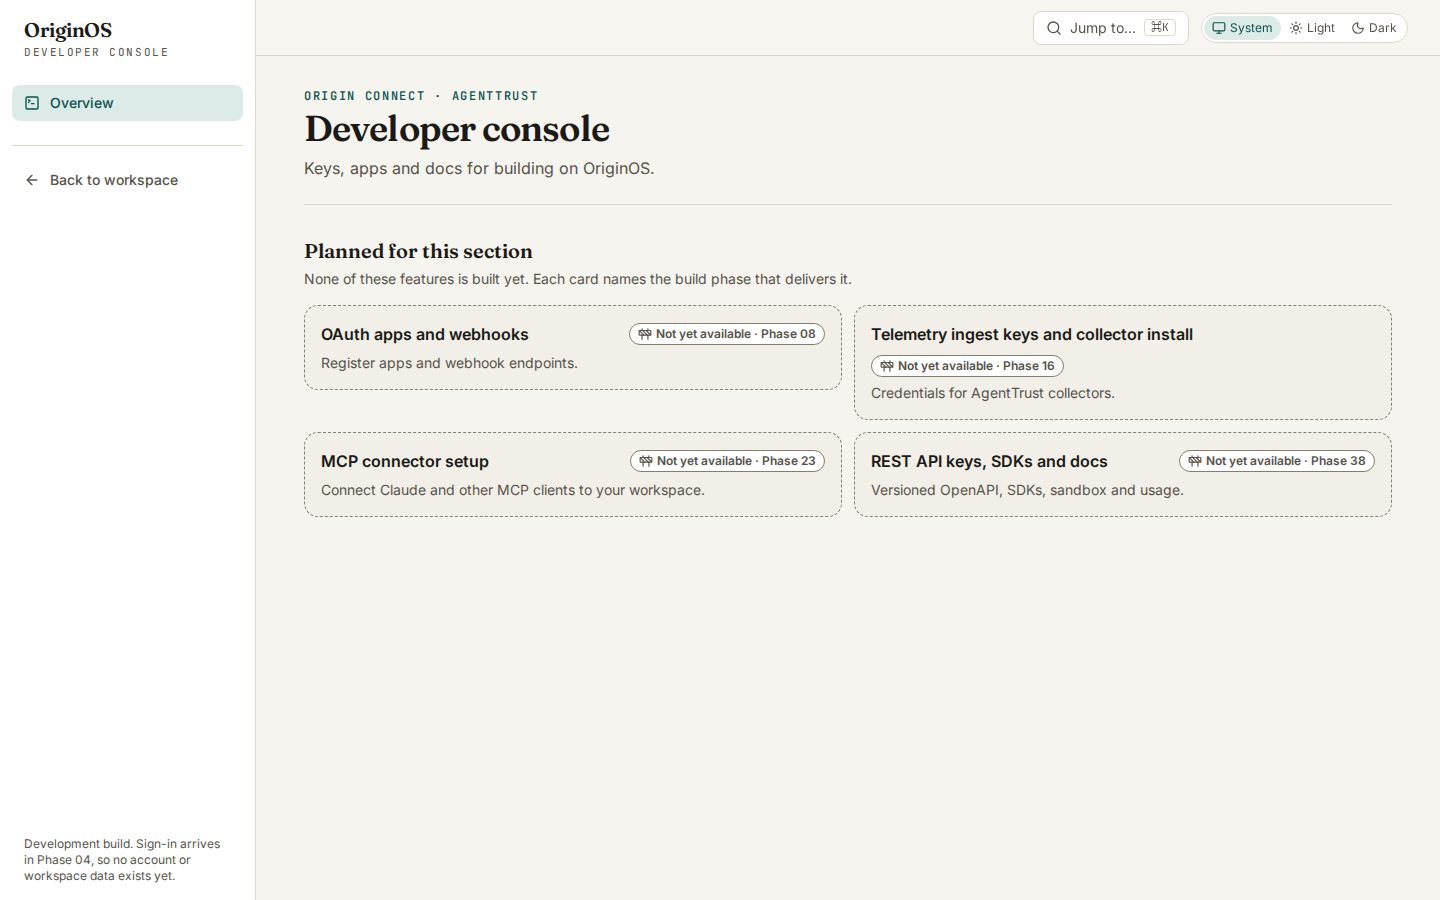 OriginOS
DEVELOPER CONSOLE
Overview
Back to workspace
Development build. Sign-in arrives
in Phase 04, so no account or
workspace data exists yet.
Jump to...
⌘K
System
Light
Dark
ORIGIN CONNECT · AGENTTRUST
Developer console
Keys, apps and docs for building on OriginOS.
Planned for this section
None of these features is built yet. Each card names the build phase that delivers it.
OAuth apps and webhooks
Not yet available · Phase 08
Register apps and webhook endpoints.
Telemetry ingest keys and collector install
Not yet available · Phase 16
Credentials for AgentTrust collectors.
MCP connector setup
Not yet available · Phase 23
Connect Claude and other MCP clients to your workspace.
REST API keys, SDKs and docs
Not yet available · Phase 38
Versioned OpenAPI, SDKs, sandbox and usage.